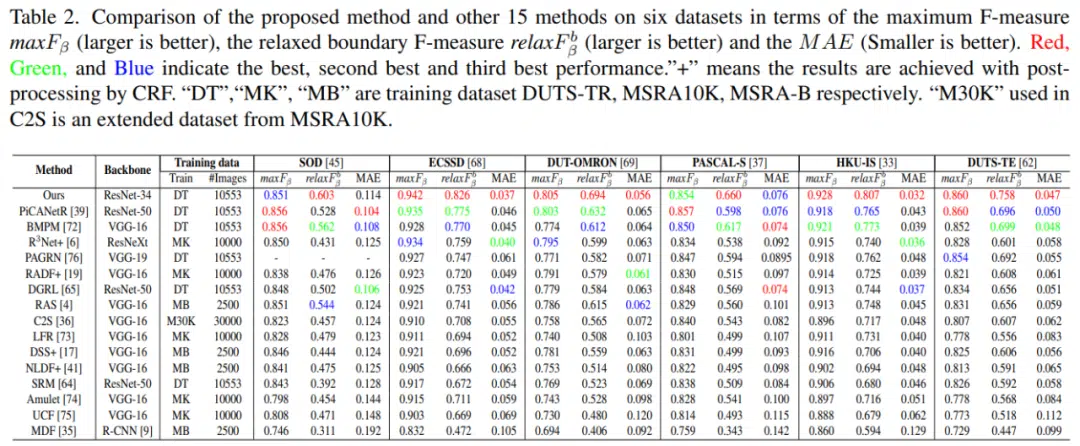 Table 2. Comparison of the proposed method and other 15 methods on six datasets in terms of the maximum F-measure
maxFβ (larger is better), the relaxed boundary F-measure relaxF^b_β (larger is better) and the MAE (Smaller is better). Red,
Green, and Blue indicate the best, second best and third best performance."+" means the results are achieved with post-
processing by CRF. "DT","MK", "MB" are training dataset DUTS-TR, MSRA10K, MSRA-B respectively. "M30K" used in
C2S is an extended dataset from MSRA10K.
Method Backbone Training data SOD [45] ECSSD [68] DUT-OMRON [69] PASCAL-S [37] HKU-IS [33] DUTS-TE [62]
Train #Images maxFβ relaxF^b_β MAE maxFβ relaxF^b_β MAE maxFβ relaxF^b_β MAE maxFβ relaxF^b_β MAE maxFβ relaxF^b_β MAE maxFβ relaxF^b_β MAE
Ours ResNet-34 DT 10553 0.851 0.603 0.114 0.942 0.826 0.037 0.805 0.694 0.056 0.854 0.660 0.076 0.928 0.807 0.032 0.860 0.758 0.047
PiCANetR [39] ResNet-50 DT 10553 0.856 0.528 0.104 0.935 0.775 0.046 0.803 0.632 0.065 0.857 0.598 0.076 0.918 0.765 0.043 0.860 0.696 0.050
BMPM [72] VGG-16 DT 10553 0.856 0.562 0.108 0.928 0.770 0.045 0.774 0.612 0.064 0.850 0.617 0.074 0.921 0.773 0.039 0.852 0.699 0.048
R³Net+ [6] ResNeXt MK 10000 0.850 0.431 0.125 0.934 0.759 0.040 0.795 0.599 0.063 0.834 0.538 0.092 0.915 0.740 0.036 0.828 0.601 0.058
PAGRN [76] VGG-19 DT 10553 - - - 0.927 0.747 0.061 0.771 0.582 0.071 0.847 0.594 0.0895 0.918 0.762 0.048 0.854 0.692 0.055
RADF+ [19] VGG-16 MK 10000 0.838 0.476 0.126 0.923 0.720 0.049 0.791 0.579 0.061 0.830 0.515 0.097 0.914 0.725 0.039 0.821 0.608 0.061
DGRL [65] ResNet-50 DT 10553 0.848 0.502 0.106 0.925 0.753 0.042 0.779 0.584 0.063 0.848 0.569 0.074 0.913 0.744 0.037 0.834 0.656 0.051
RAS [4] VGG-16 MB 2500 0.851 0.544 0.124 0.921 0.741 0.056 0.786 0.615 0.062 0.829 0.560 0.101 0.913 0.748 0.045 0.831 0.656 0.059
C2S [36] VGG-16 M30K 30000 0.823 0.457 0.124 0.910 0.708 0.055 0.758 0.565 0.072 0.840 0.543 0.082 0.896 0.717 0.048 0.807 0.607 0.062
LFR [73] VGG-16 MK 10000 0.828 0.479 0.123 0.911 0.694 0.052 0.740 0.508 0.103 0.801 0.499 0.107 0.911 0.731 0.040 0.778 0.556 0.083
DSS+ [17] VGG-16 MB 2500 0.846 0.444 0.124 0.921 0.696 0.052 0.781 0.559 0.063 0.831 0.499 0.093 0.916 0.706 0.040 0.825 0.606 0.056
NLDF+ [41] VGG-16 MB 2500 0.841 0.475 0.125 0.905 0.666 0.063 0.753 0.514 0.080 0.822 0.495 0.098 0.902 0.694 0.048 0.813 0.591 0.065
SRM [64] ResNet-50 DT 10553 0.843 0.392 0.128 0.917 0.672 0.054 0.769 0.523 0.069 0.838 0.509 0.084 0.906 0.680 0.046 0.826 0.592 0.058
Amulet [74] VGG-16 MK 10000 0.798 0.454 0.144 0.915 0.711 0.059 0.743 0.528 0.098 0.828 0.541 0.100 0.897 0.716 0.051 0.778 0.568 0.084
UCF [75] VGG-16 MK 10000 0.808 0.471 0.148 0.903 0.669 0.069 0.730 0.480 0.120 0.814 0.493 0.115 0.888 0.679 0.062 0.773 0.518 0.112
MDF [35] R-CNN [9] MB 2500 0.746 0.311 0.192 0.832 0.472 0.105 0.694 0.406 0.092 0.759 0.343 0.142 0.860 0.594 0.129 0.729 0.447 0.099